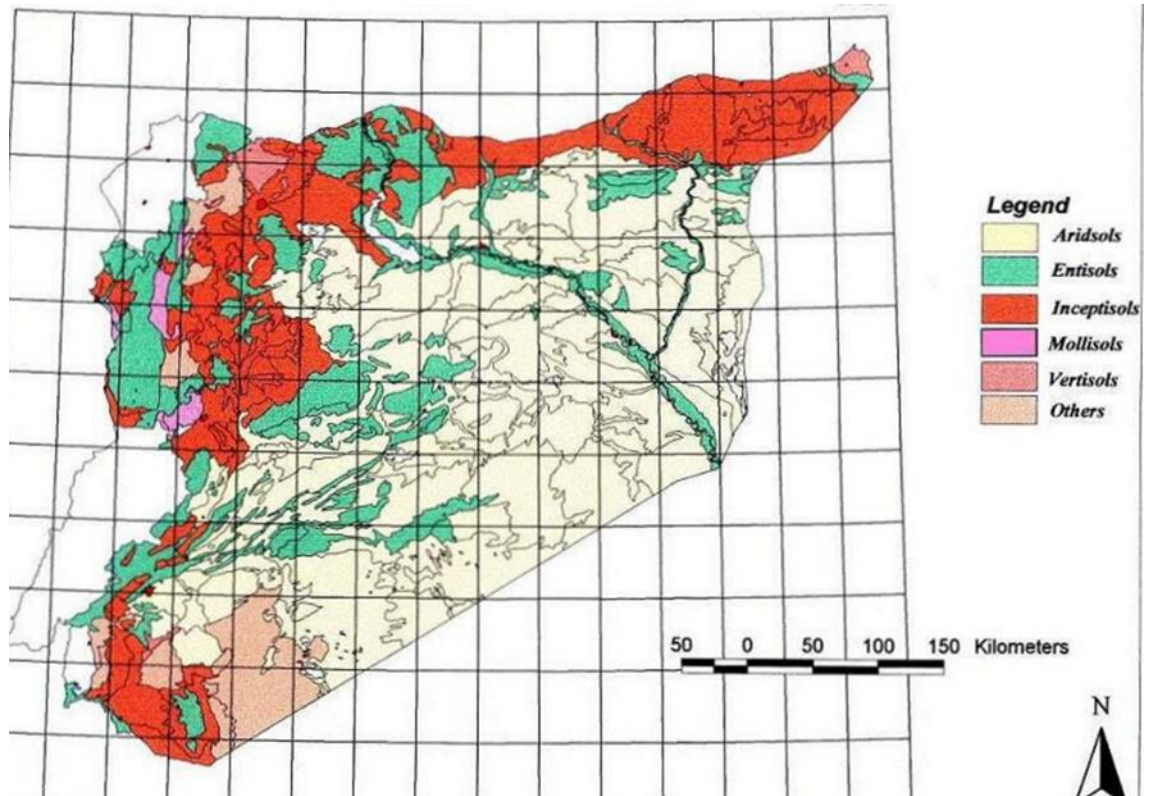 Legend
Aridsols
Entisols
Inceptisols
Mollisols
Vertisols
Others
50 0 50 100 150 Kilometers
N